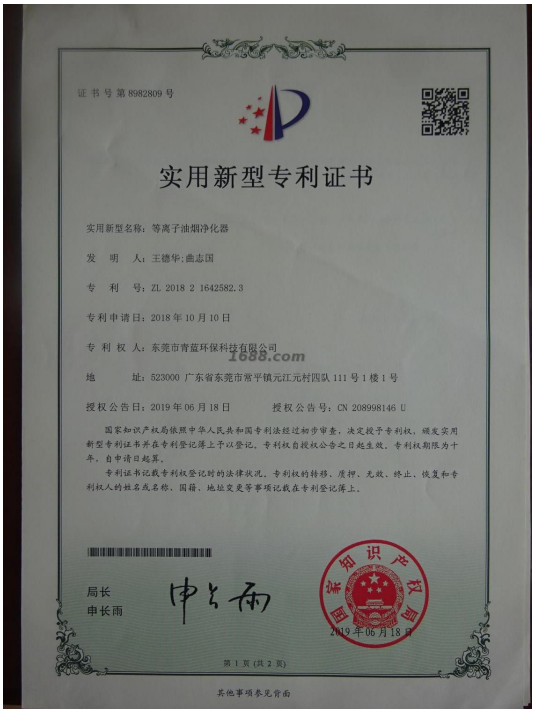 证书号第8982809号
实用新型专利证书
实用新型名称：等离子油烟净化器
发 明 人：王德华;曲志国
专 利 号：ZL 2018 2 1642582.3
专利申请日：2018年10月10日
专 利 权 人：东莞市青蓝环保科技有限公司
1688.com
地 址：523000 广东省东莞市常平镇元江元村四队111号1楼1号
授权公告日：2019年06月18日 授权公告号：CN 208998146 U
国家知识产权局依照中华人民共和国专利法经过初步审查，决定授予专利权，颁发实用
新型专利证书并在专利登记簿上予以登记。专利权自授权公告之日起生效。专利权期限为十
年，自申请日起算。
专利证书记载专利权登记时的法律状况。专利权的转移、质押、无效、终止、恢复和专
利权人的姓名或名称、国籍、地址变更等事项记载在专利登记簿上。
局长
申长雨
申长雨
国家知识产权局
2019年06月18日
第1页(共2页)
其他事项参见背面